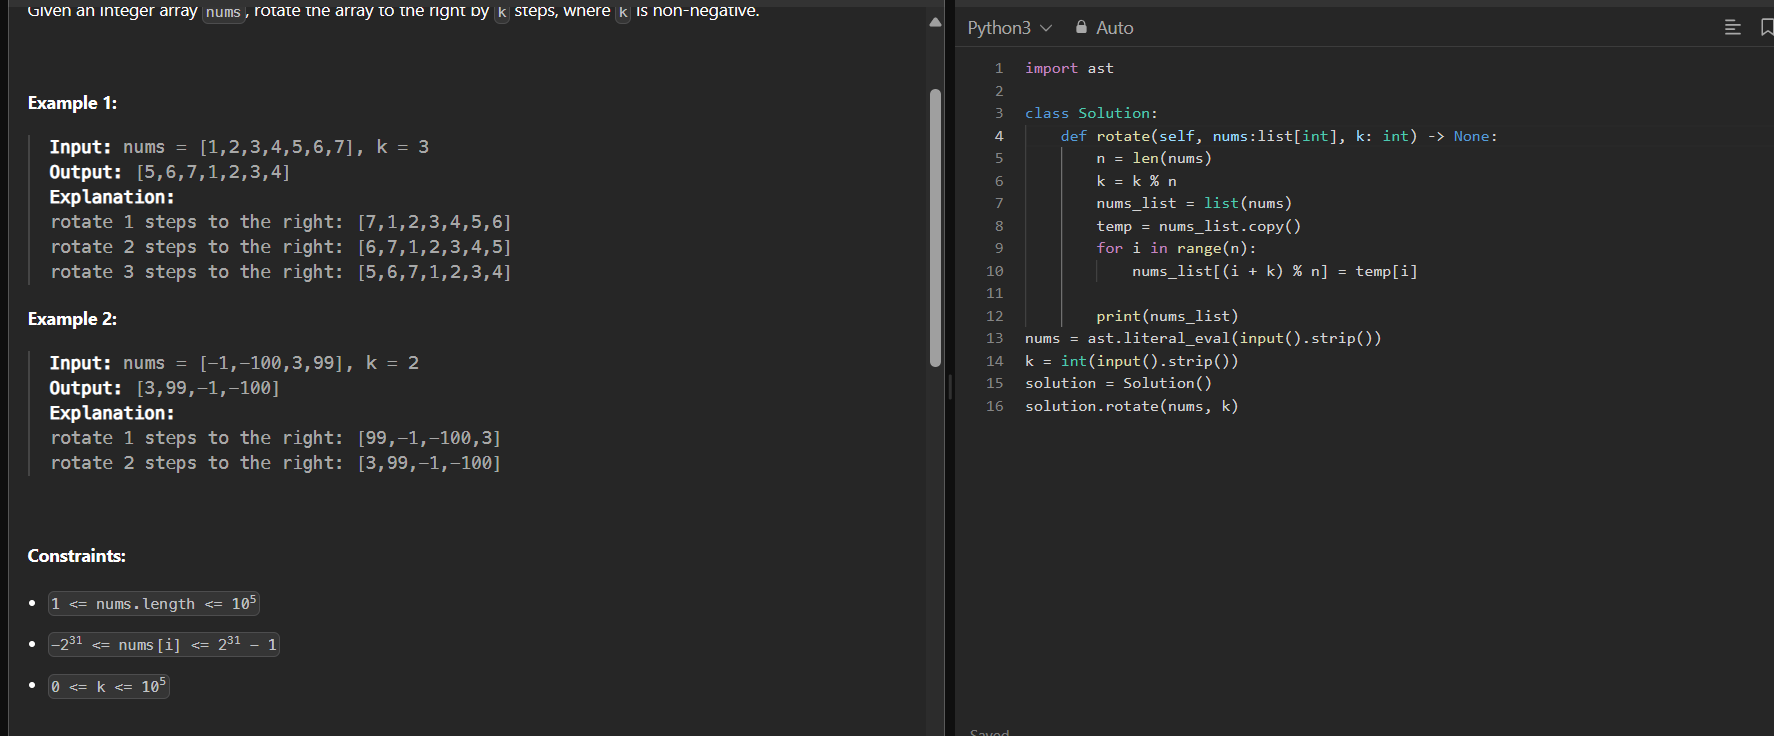 Given an integer array nums, rotate the array to the right by k steps, where k is non-negative.
Example 1:
Input: nums = [1,2,3,4,5,6,7], k = 3
Output: [5,6,7,1,2,3,4]
Explanation:
rotate 1 steps to the right: [7,1,2,3,4,5,6]
rotate 2 steps to the right: [6,7,1,2,3,4,5]
rotate 3 steps to the right: [5,6,7,1,2,3,4]
Example 2:
Input: nums = [-1,-100,3,99], k = 2
Output: [3,99,-1,-100]
Explanation:
rotate 1 steps to the right: [99,-1,-100,3]
rotate 2 steps to the right: [3,99,-1,-100]
Constraints:
• 1 <= nums.length <= 10⁵
• -2³¹ <= nums[i] <= 2³¹ - 1
• 0 <= k <= 10⁵
Python3 Auto
1 import ast
2
3 class Solution:
4     def rotate(self, nums:list[int], k: int) -> None:
5         n = len(nums)
6         k = k % n
7         nums_list = list(nums)
8         temp = nums_list.copy()
9         for i in range(n):
10             nums_list[(i + k) % n] = temp[i]
11
12         print(nums_list)
13 nums = ast.literal_eval(input().strip())
14 k = int(input().strip())
15 solution = Solution()
16 solution.rotate(nums, k)
Saved